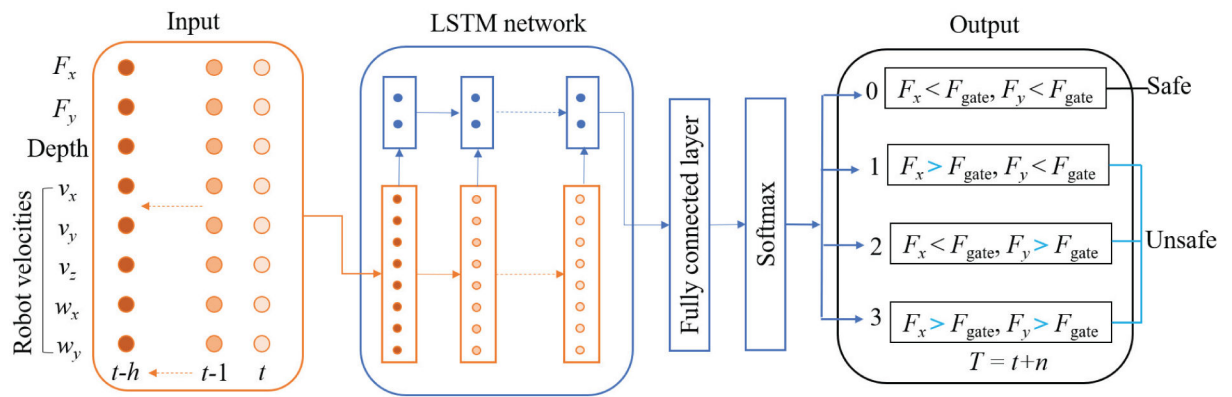 Input
LSTM network
Output
F_x
F_y
Depth
Robot velocities
v_x
v_y
v_z
w_x
w_y
t-h
t-1
t
Fully connected layer
Softmax
0 F_x < F_gate, F_y < F_gate
Safe
1 F_x > F_gate, F_y < F_gate
2 F_x < F_gate, F_y > F_gate
Unsafe
3 F_x > F_gate, F_y > F_gate
T = t+n